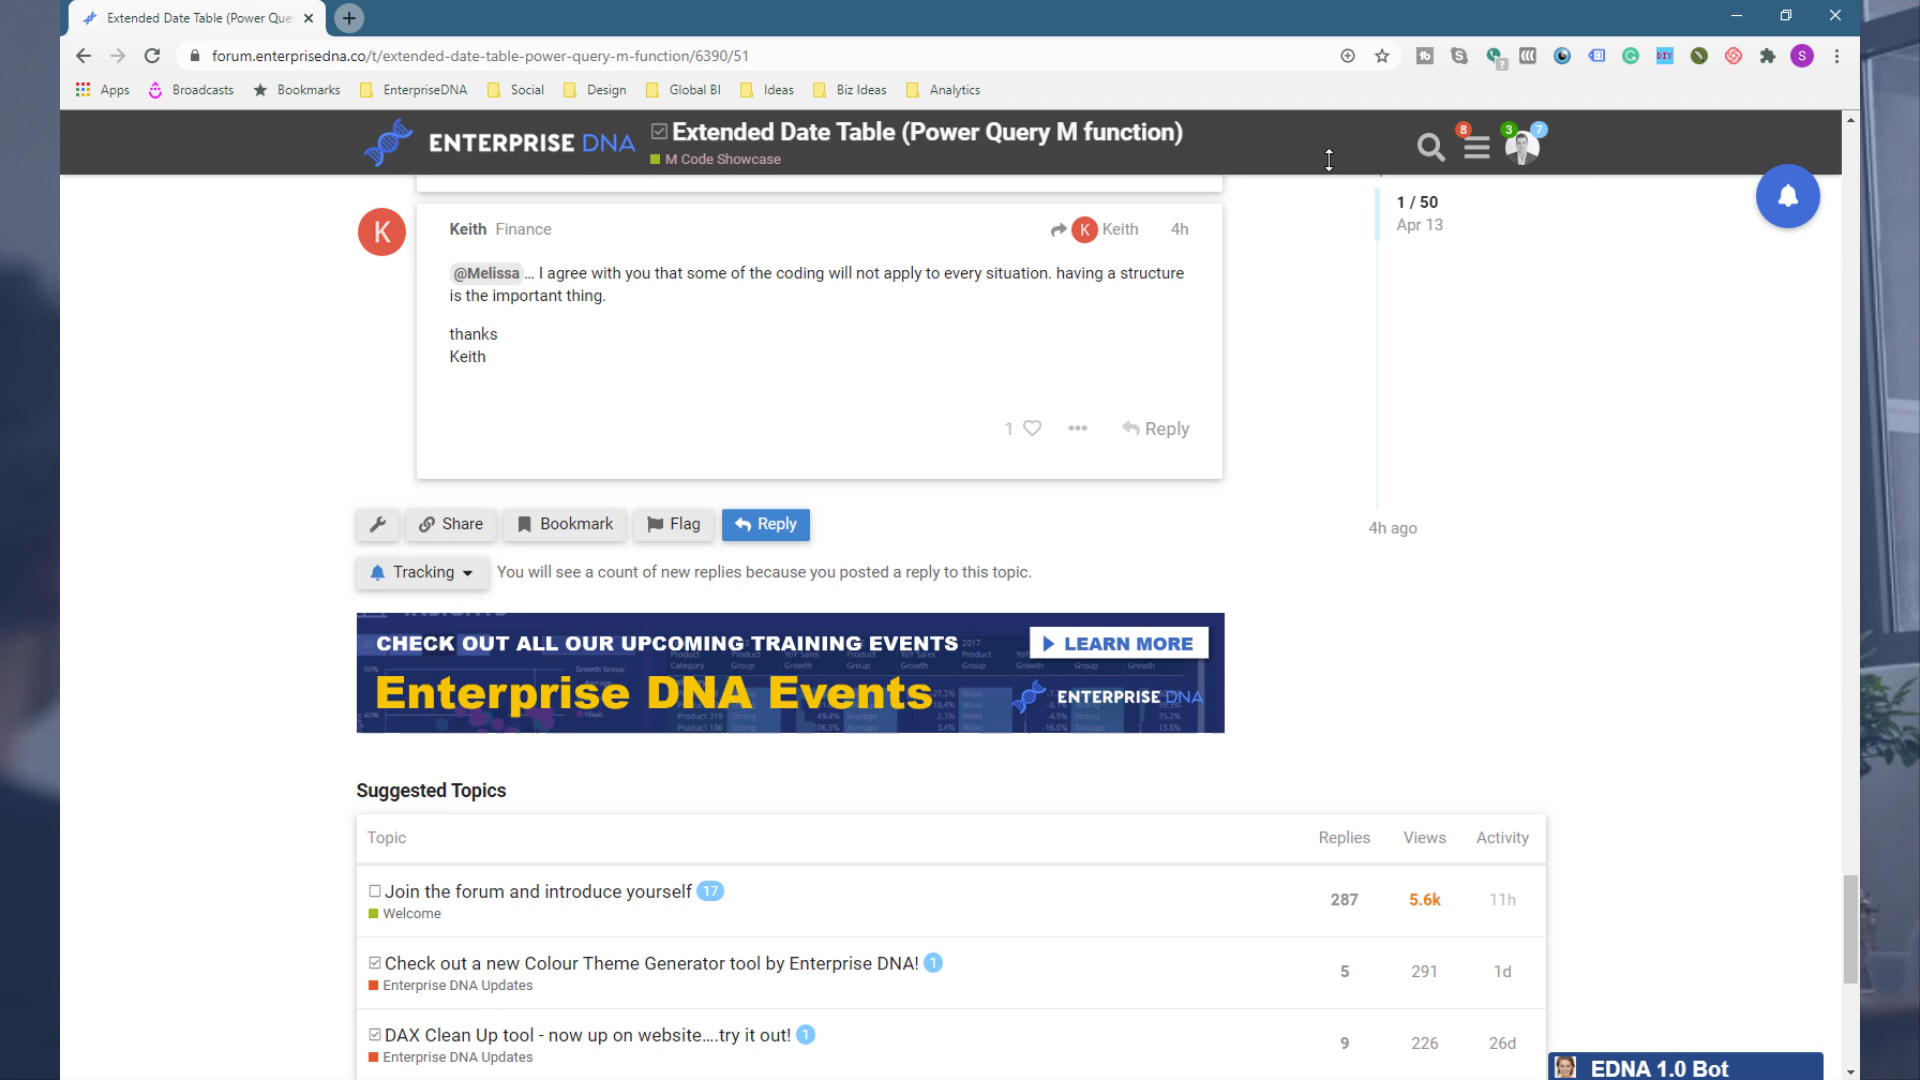 Extended Date Table (Power Que
forum.enterprisedna.co/t/extended-date-table-power-query-m-function/6390/51
S
Apps Broadcasts Bookmarks EnterpriseDNA Social Design Global BI Ideas Biz Ideas Analytics
ENTERPRISE DNA
Extended Date Table (Power Query M function)
M Code Showcase
8 3 7
1 / 50
Apr 13
K Keith Finance K Keith 4h
@Melissa ... I agree with you that some of the coding will not apply to every situation. having a structure
is the important thing.
thanks
Keith
1 Reply
Share Bookmark Flag Reply
4h ago
Tracking You will see a count of new replies because you posted a reply to this topic.
CHECK OUT ALL OUR UPCOMING TRAINING EVENTS LEARN MORE
Enterprise DNA Events ENTERPRISE DNA
Suggested Topics
Topic Replies Views Activity
Join the forum and introduce yourself 17
Welcome
287 5.6k 11h
Check out a new Colour Theme Generator tool by Enterprise DNA! 1
Enterprise DNA Updates
5 291 1d
DAX Clean Up tool - now up on website....try it out! 1
Enterprise DNA Updates
9 226 26d
EDNA 1.0 Bot